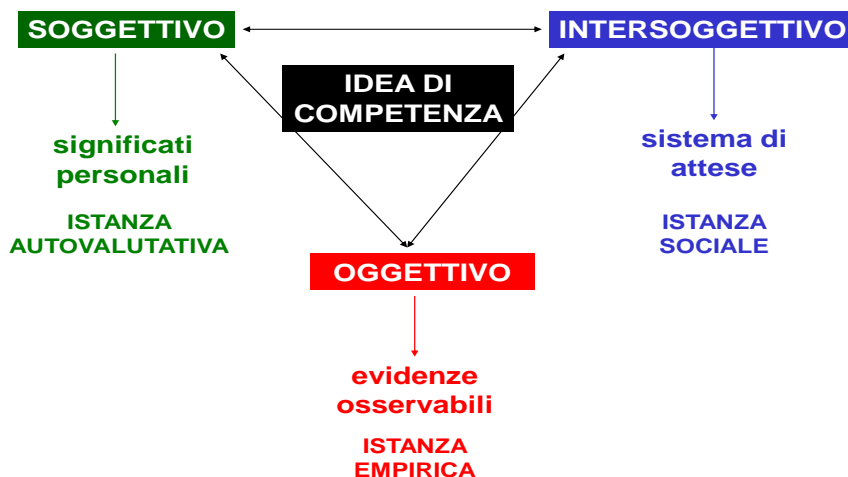 SOGGETTIVO
INTERSOGGETTIVO
IDEA DI
COMPETENZA
significati
personali
sistema di
attese
ISTANZA
AUTOVALUTATIVA
ISTANZA
SOCIALE
OGGETTIVO
evidenze
osservabili
ISTANZA
EMPIRICA